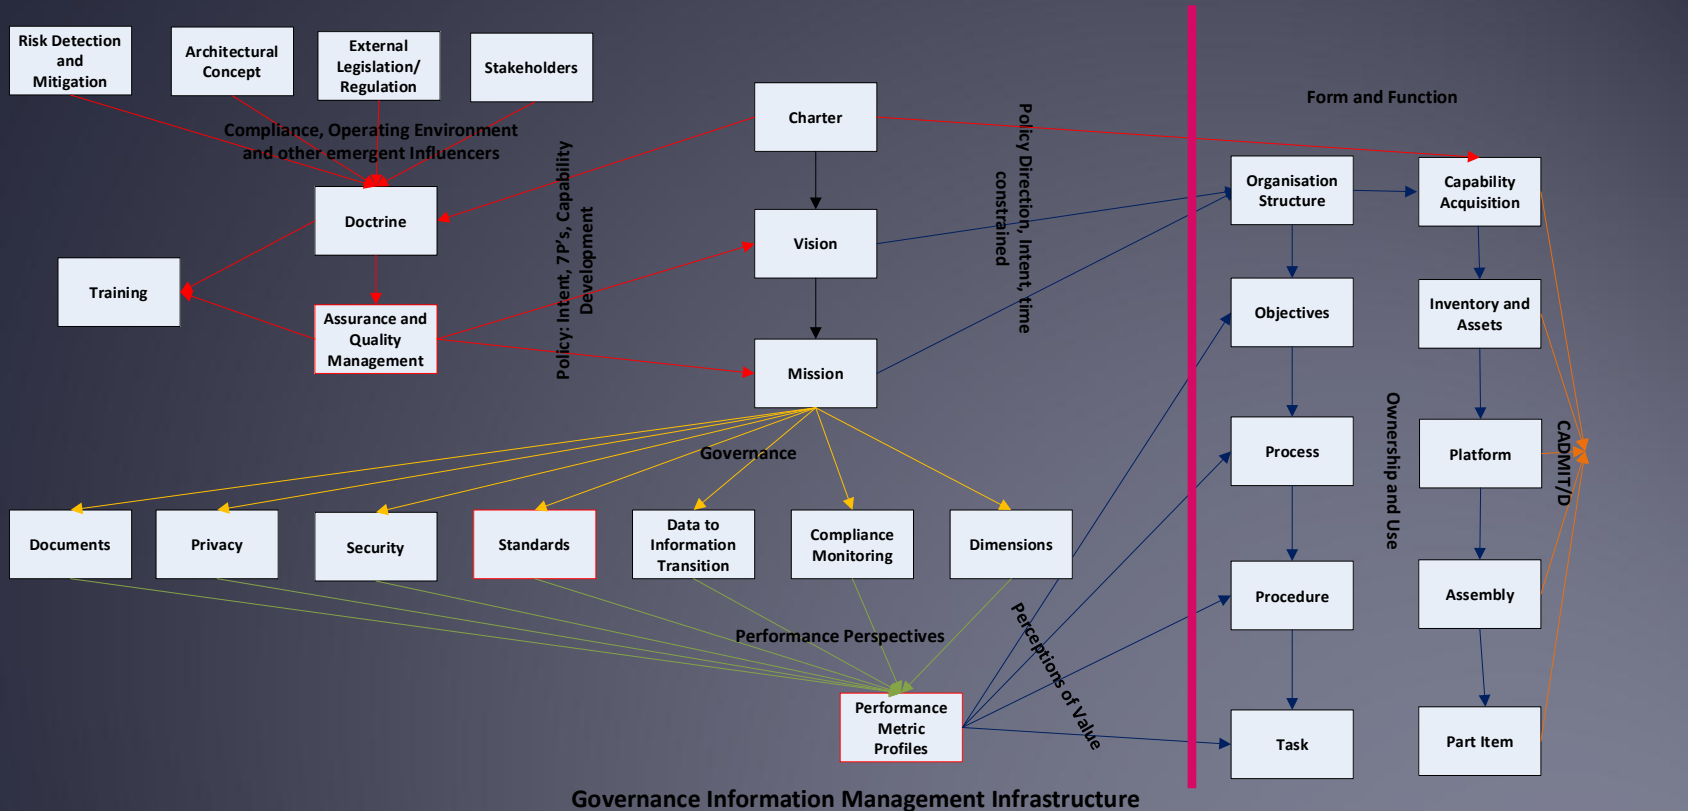 Risk Detection
and
Mitigation
Architectural
Concept
External
Legislation/
Regulation
Stakeholders
Compliance, Operating Environment
and other emergent Influencers
Doctrine
Training
Assurance and
Quality
Management
Policy: Intent, 7P's, Capability
Development
Charter
Vision
Mission
Policy Direction, Intent, time
constrained
Governance
Documents
Privacy
Security
Standards
Data to
Information
Transition
Compliance
Monitoring
Dimensions
Performance Perspectives
Performance
Metric
Profiles
Perceptions of Value
Form and Function
Organisation
Structure
Objectives
Process
Procedure
Task
Ownership and Use
Capability
Acquisition
Inventory and
Assets
Platform
Assembly
Part Item
CADMIT/D
Governance Information Management Infrastructure